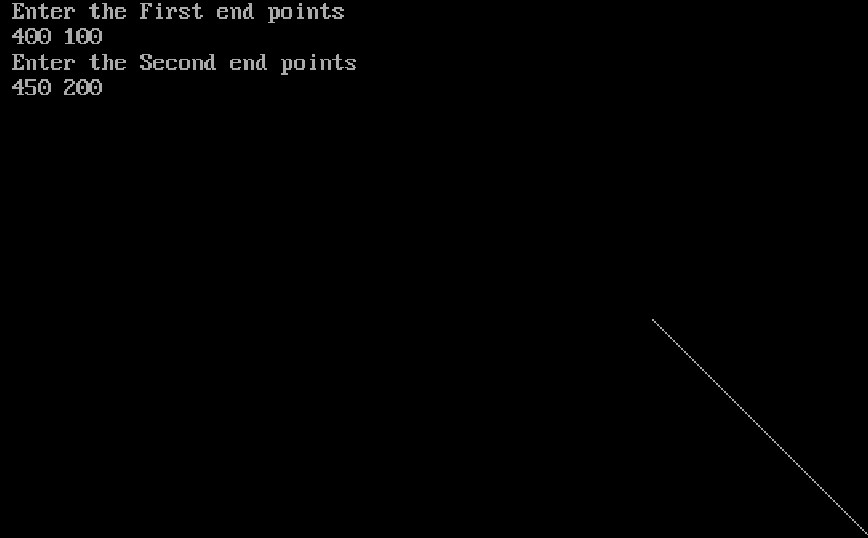 Enter the First end points
400 100
Enter the Second end points
450 200